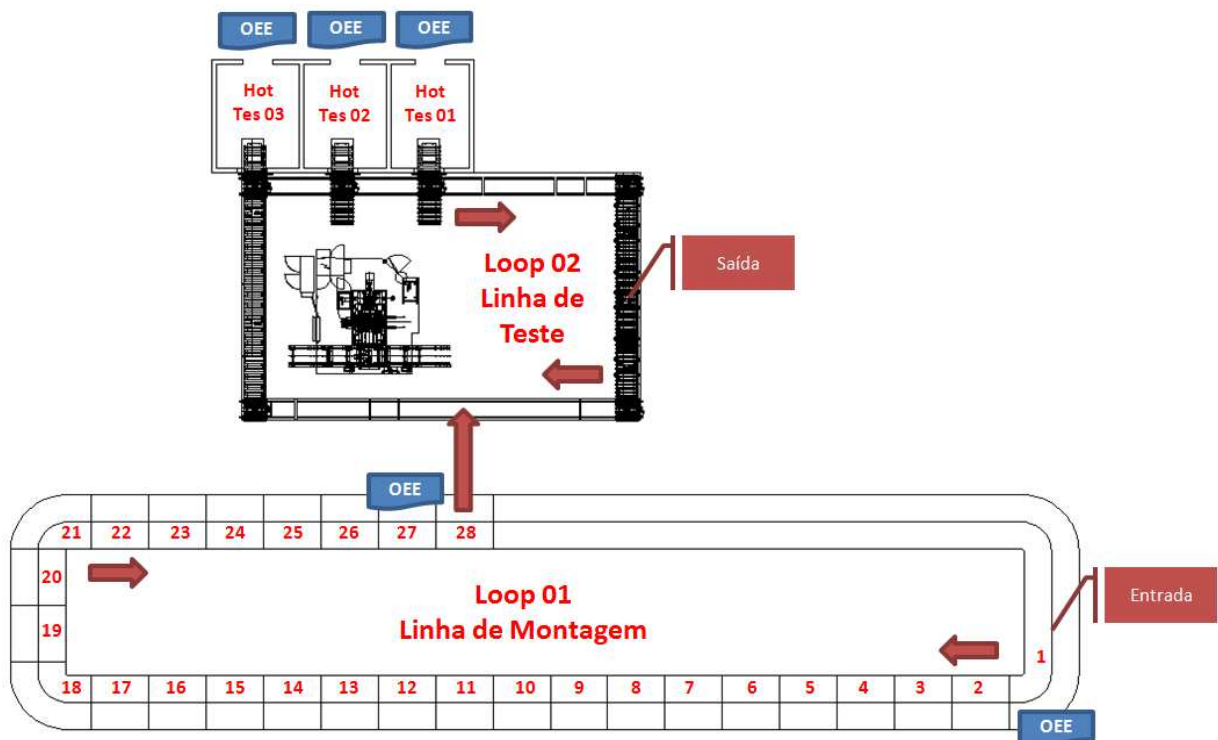 OEE
OEE
OEE
Hot
Tes 03
Hot
Tes 02
Hot
Tes 01
Loop 02
Linha de
Teste
Saída
OEE
21 22 23 24 25 26 27 28
20
19
Loop 01
Linha de Montagem
Entrada
1
18 17 16 15 14 13 12 11 10 9 8 7 6 5 4 3 2
OEE